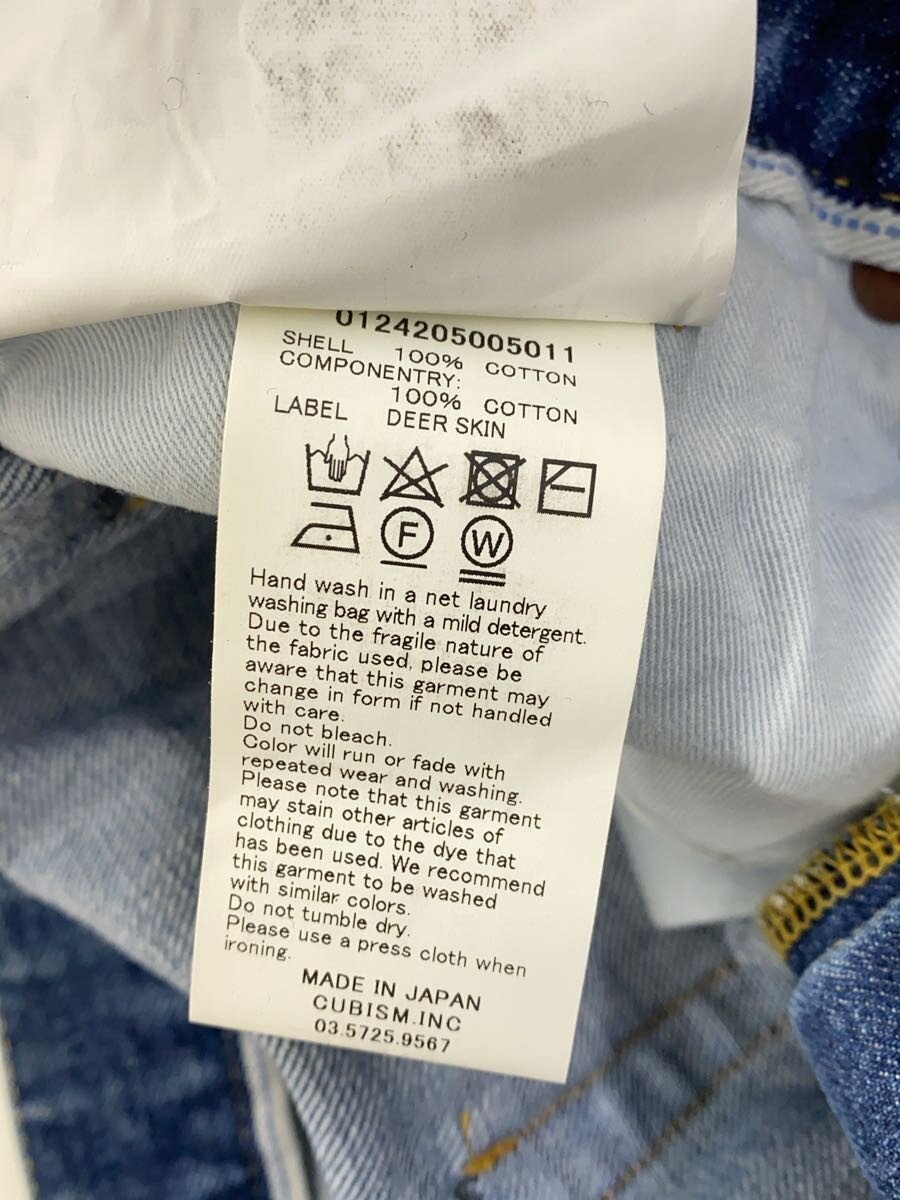 0124205005011
SHELL 100% COTTON
COMPONENTRY:
100% COTTON
LABEL DEER SKIN
F W
Hand wash in a net laundry
washing bag with a mild detergent.
Due to the fragile nature of
the fabric used, please be
aware that this garment may
change in form if not handled
with care.
Do not bleach.
Color will run or fade with
repeated wear and washing.
Please note that this garment
may stain other articles of
clothing due to the dye that
has been used. We recommend
this garment to be washed
with similar colors.
Do not tumble dry.
Please use a press cloth when
ironing.
MADE IN JAPAN
CUBISM.INC
03.5725.9567